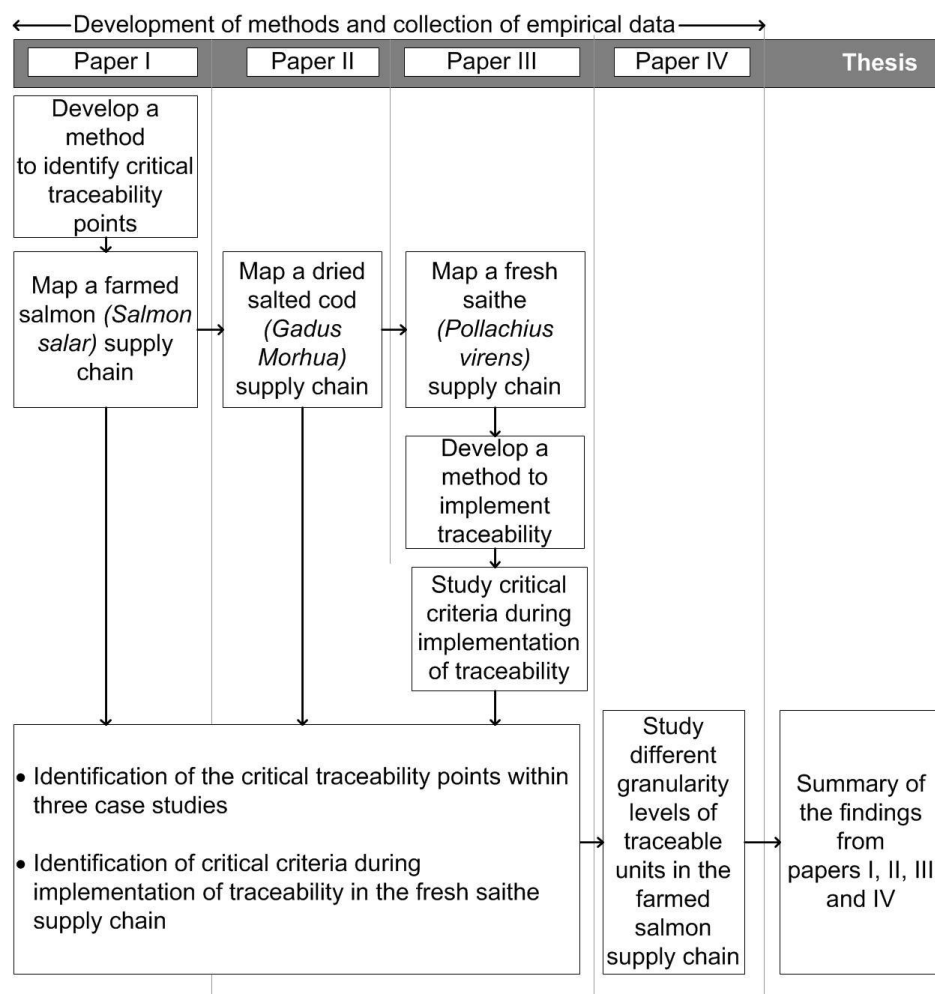 Development of methods and collection of empirical data
Paper I
Paper II
Paper III
Paper IV
Thesis
Develop a
method
to identify critical
traceability
points
Map a farmed
salmon (Salmon
salar) supply
chain
Map a dried
salted cod
(Gadus
Morhua)
supply chain
Map a fresh
saithe
(Pollachius
virens)
supply chain
Develop a
method to
implement
traceability
Study critical
criteria during
implementation
of traceability
• Identification of the critical traceability points within
three case studies
• Identification of critical criteria during
implementation of traceability in the fresh saithe
supply chain
Study
different
granularity
levels of
traceable
units in the
farmed
salmon
supply chain
Summary of
the findings
from
papers I, II, III
and IV